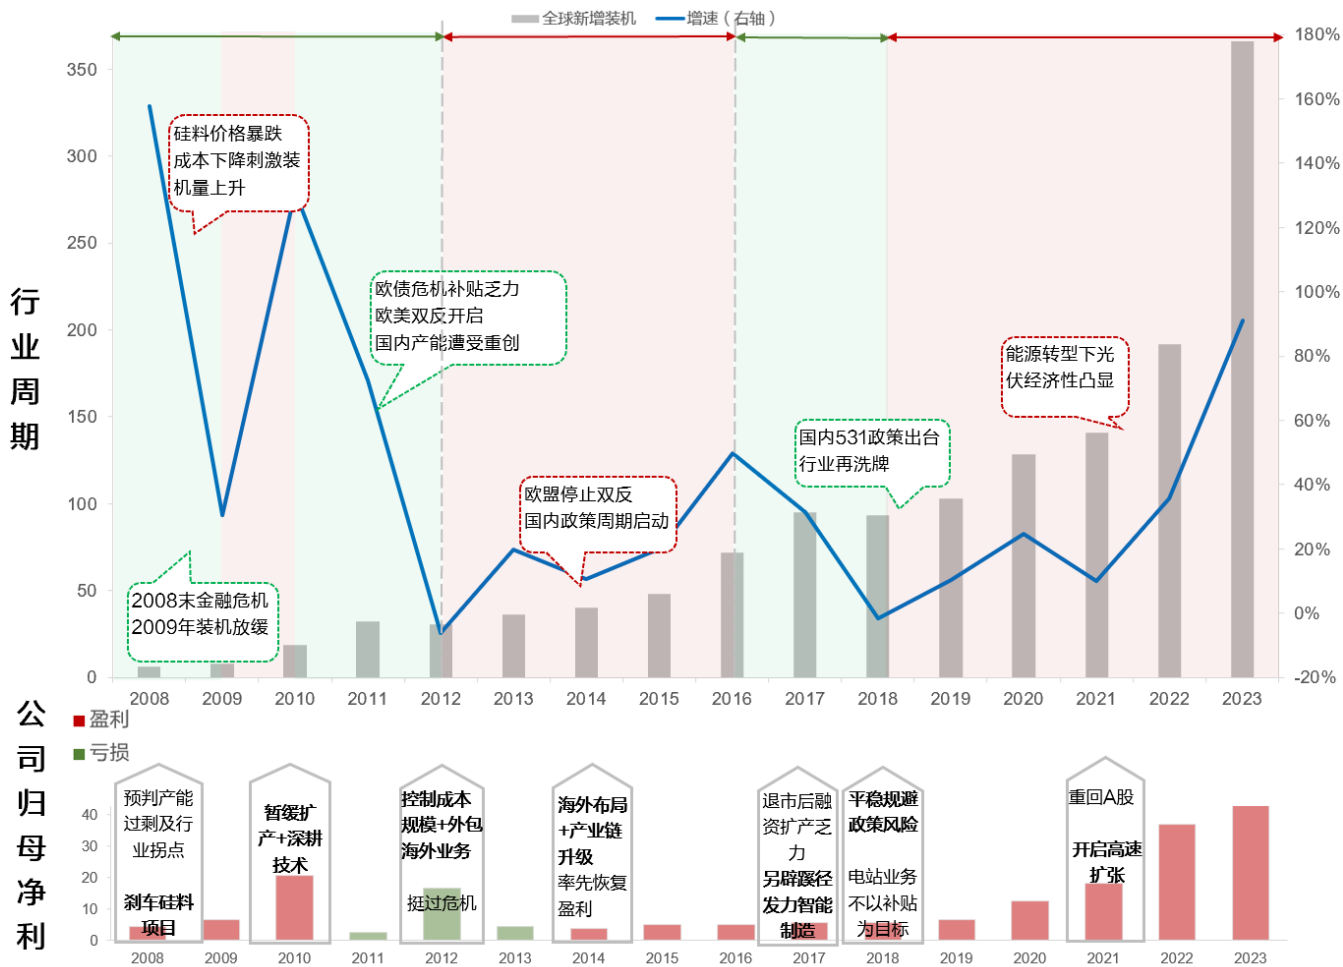 全球新增装机 增速（右轴）
350
300
250
200
150
100
50
0
180%
160%
140%
120%
100%
80%
60%
40%
20%
0%
-20%
行业周期
硅料价格暴跌
成本下降刺激装
机量上升
欧债危机补贴乏力
欧美双反开启
国内产能遭受重创
能源转型下光
伏经济性凸显
国内531政策出台
行业再洗牌
欧盟停止双反
国内政策周期启动
2008末金融危机
2009年装机放缓
2008 2009 2010 2011 2012 2013 2014 2015 2016 2017 2018 2019 2020 2021 2022 2023
公司归母净利
盈利
亏损
40
30
20
10
0
预判产能
过剩及行
业拐点
刹车硅料
项目
暂缓扩
产+深耕
技术
控制成本
规模+外包
海外业务
挺过危机
海外布局
+产业链
升级
率先恢复
盈利
退市后融
资扩产乏
力
另辟蹊径
发力智能
制造
平稳规避
政策风险
电站业务
不以补贴
为目标
重回A股
开启高速
扩张
2008 2009 2010 2011 2012 2013 2014 2015 2016 2017 2018 2019 2020 2021 2022 2023